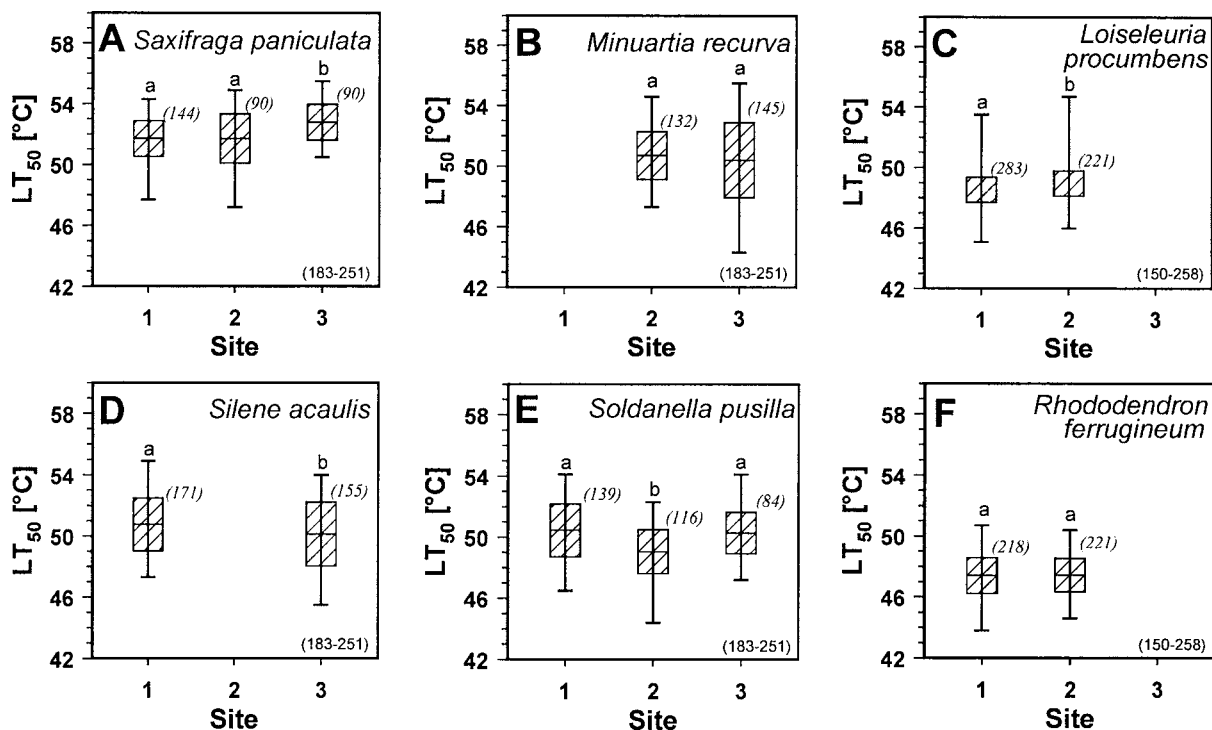 A Saxifraga paniculata
LT50 [°C]
58
54
50
46
42
a
(144)
a
(90)
b
(90)
(183-251)
1 2 3
Site
B Minuartia recurva
LT50 [°C]
58
54
50
46
42
a
(132)
a
(145)
(183-251)
1 2 3
Site
C Loiseleuria
procumbens
LT50 [°C]
58
54
50
46
42
a
(283)
b
(221)
(150-258)
1 2 3
Site
D Silene acaulis
LT50 [°C]
58
54
50
46
42
a
(171)
b
(155)
(183-251)
1 2 3
Site
E Soldanella pusilla
LT50 [°C]
58
54
50
46
42
a
(139)
b
(116)
a
(84)
(183-251)
1 2 3
Site
F Rhododendron
ferrugineum
LT50 [°C]
58
54
50
46
42
a
(218)
a
(221)
(150-258)
1 2 3
Site